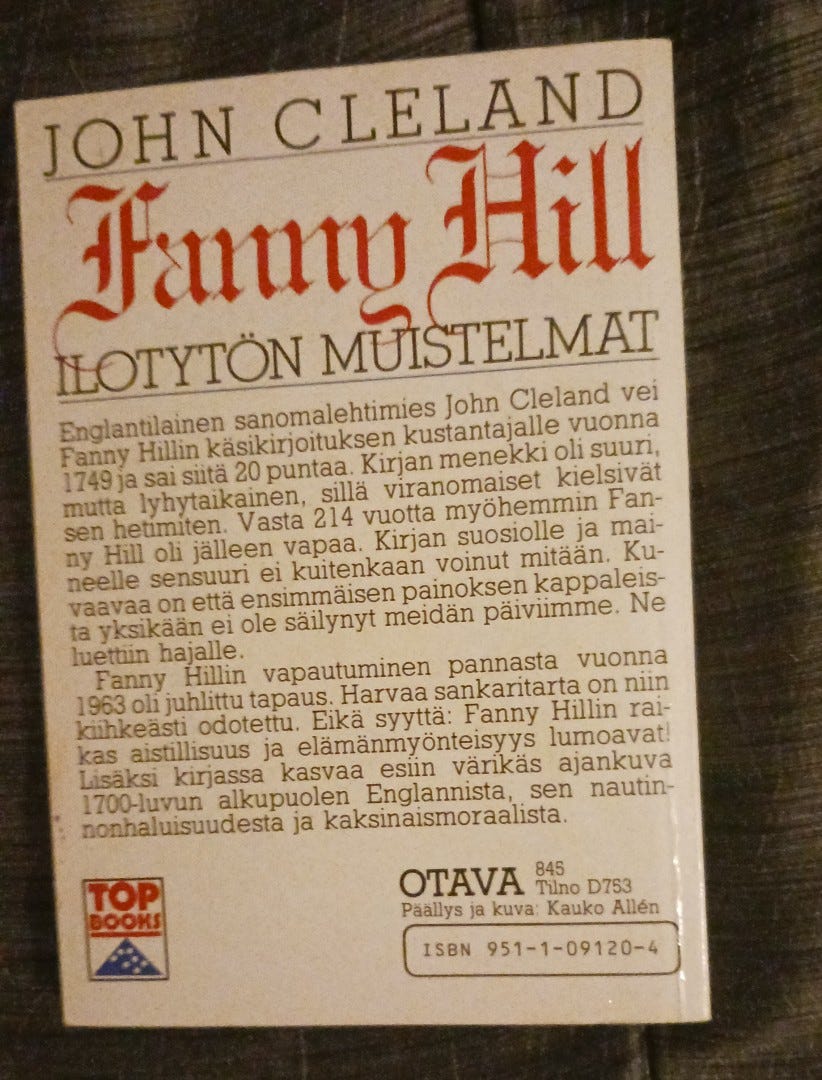 JOHN CLELAND
Fanny Hill
ILOTYTÖN MUISTELMAT
Englantilainen sanomalehtimies John Cleland vei
Fanny Hillin käsikirjoituksen kustantajalle vuonna
1749 ja sai siitä 20 puntaa. Kirjan menekki oli suuri,
mutta lyhytaikainen, sillä viranomaiset kielsivät
sen hetimiten. Vasta 214 vuotta myöhemmin Fan-
ny Hill oli jälleen vapaa. Kirjan suosiolle ja mai-
neelle sensuuri ei kuitenkaan voinut mitään. Ku-
vaavaa on että ensimmäisen painoksen kappaleis-
ta yksikään ei ole säilynyt meidän päiviimme. Ne
luettiin hajalle.
Fanny Hillin vapautuminen pannasta vuonna
1963 oli juhlittu tapaus. Harvaa sankaritarta on niin
kiihkeästi odotettu. Eikä syyttä: Fanny Hillin rai-
kas aistillisuus ja elämänmyönteisyys lumoavat!
Lisäksi kirjassa kasvaa esiin värikäs ajankuva
1700-luvun alkupuolen Englannista, sen nautin-
nonhaluisuudesta ja kaksinaismoraalista.
TOP
BOOKS
OTAVA 845
Tilno D753
Päällys ja kuva: Kauko Allén
ISBN 951-1-09120-4